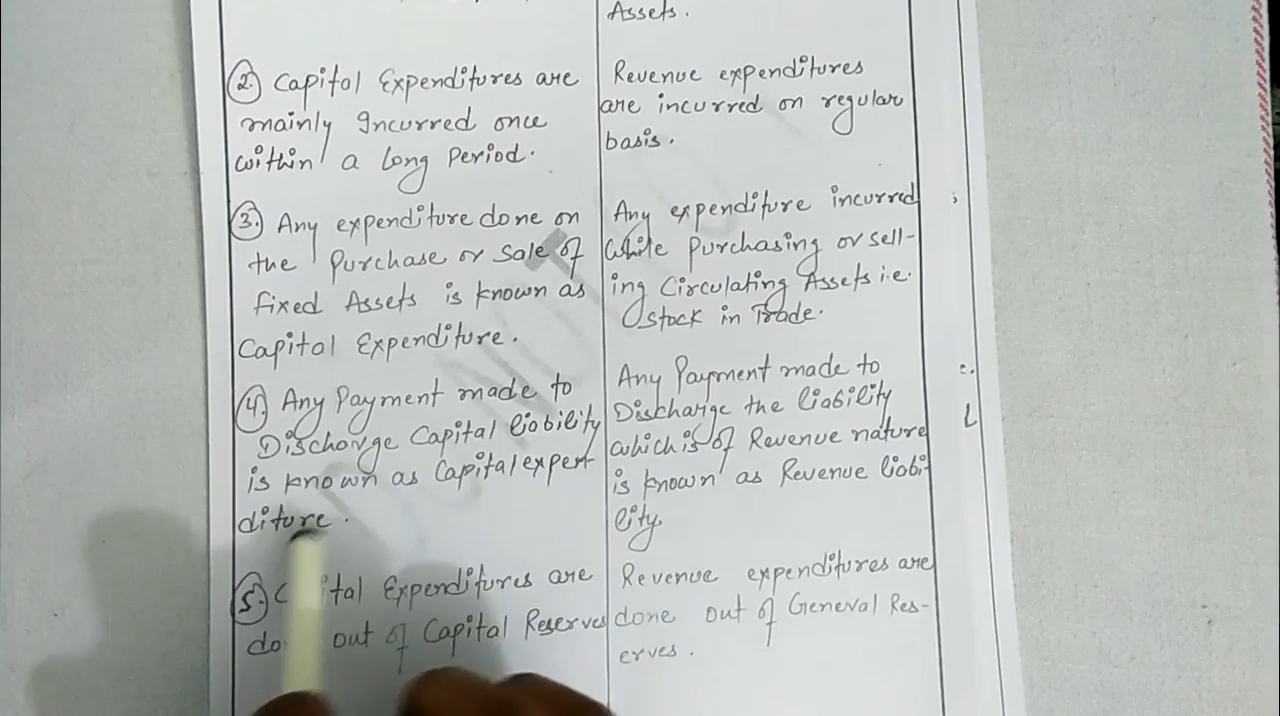 Assets.
2. Capital Expenditures are
mainly Incurred once
within a long Period.
Revenue expenditures
are incurred on regular
basis.
3. Any expenditure done on
the Purchase or Sale of
fixed Assets is known as
Capital Expenditure.
Any expenditure incurred
While Purchasing or sell-
ing Circulating Assets i.e.
stock in Trade.
4. Any Payment made to
Discharge Capital liability
is known as Capital expen-
diture.
Any Payment made to
Discharge the liability
which is of Revenue nature
is known as Revenue liabi-
lity.
5. Expenditures are
out of Capital Reserves
Revenue expenditures are
done out of General Res-
erves.